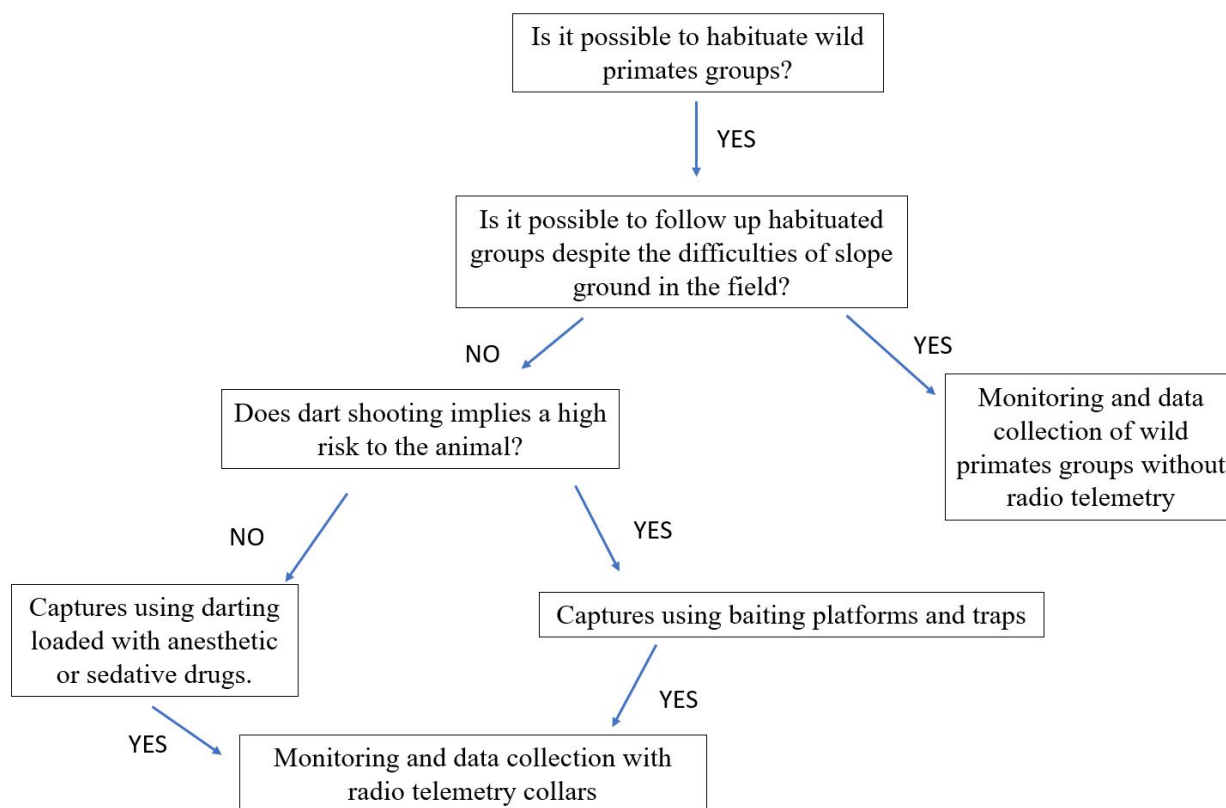 Is it possible to habituate wild
primates groups?
YES
Is it possible to follow up habituated
groups despite the difficulties of slope
ground in the field?
NO
YES
Does dart shooting implies a high
risk to the animal?
Monitoring and data
collection of wild
primates groups without
radio telemetry
NO
YES
Captures using darting
loaded with anesthetic
or sedative drugs.
Captures using baiting platforms and traps
YES
YES
Monitoring and data collection with
radio telemetry collars